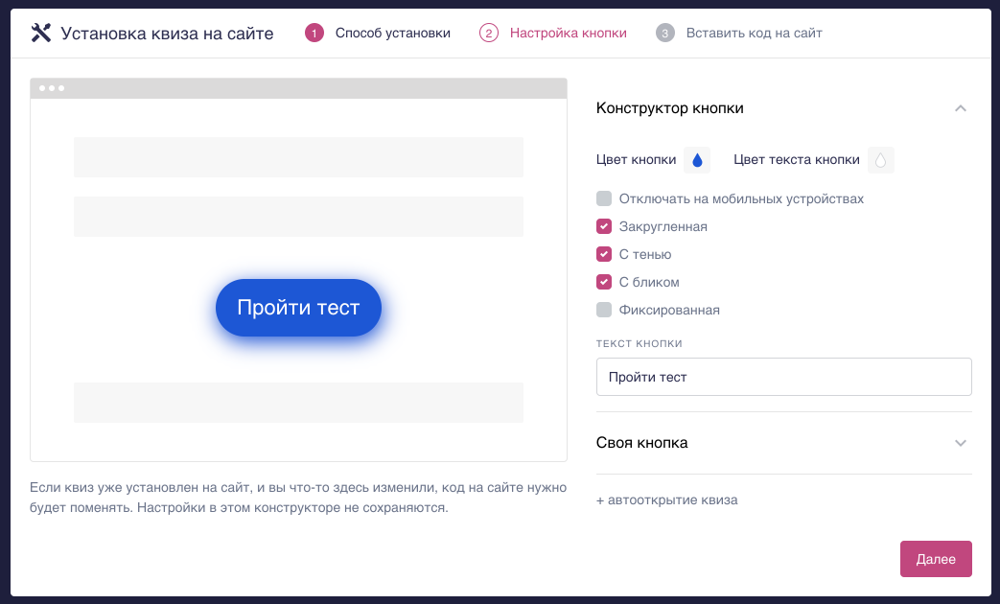 Установка квиза на сайте
1 Способ установки
2 Настройка кнопки
3 Вставить код на сайт
Пройти тест
Если квиз уже установлен на сайт, и вы что-то здесь изменили, код на сайте нужно
будет поменять. Настройки в этом конструкторе не сохраняются.
Конструктор кнопки
Цвет кнопки
Цвет текста кнопки
Отключать на мобильных устройствах
Закругленная
С тенью
С бликом
Фиксированная
ТЕКСТ КНОПКИ
Пройти тест
Своя кнопка
+ автооткрытие квиза
Далее